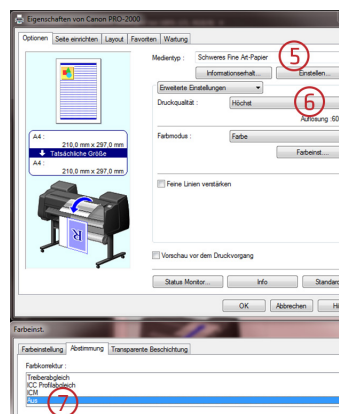 Eigenschaften von Canon PRO-2000
Optionen Seite einrichten Layout Favoriten Wartung
Medientyp : Schweres Fine Art-Papier 5
Informationserhalt... Einstellen...
Erweiterte Einstellungen
Druckqualität : Höchst 6
Auflösung :60
A4 :
210,0 mm x 297,0 mm
Tatsächliche Größe
A4 :
210,0 mm x 297,0 mm
Farbmodus : Farbe
Farbeinst....
Feine Linien verstärken
R
Vorschau vor dem Druckvorgang
Status Monitor... Info Standard
OK Abbrechen Hi
Farbeinst.
Farbeinstellung Abstimmung Transparente Beschichtung
Farbkorrektur :
Treiberabgleich
ICC Profilabgleich
ICM
Aus 7